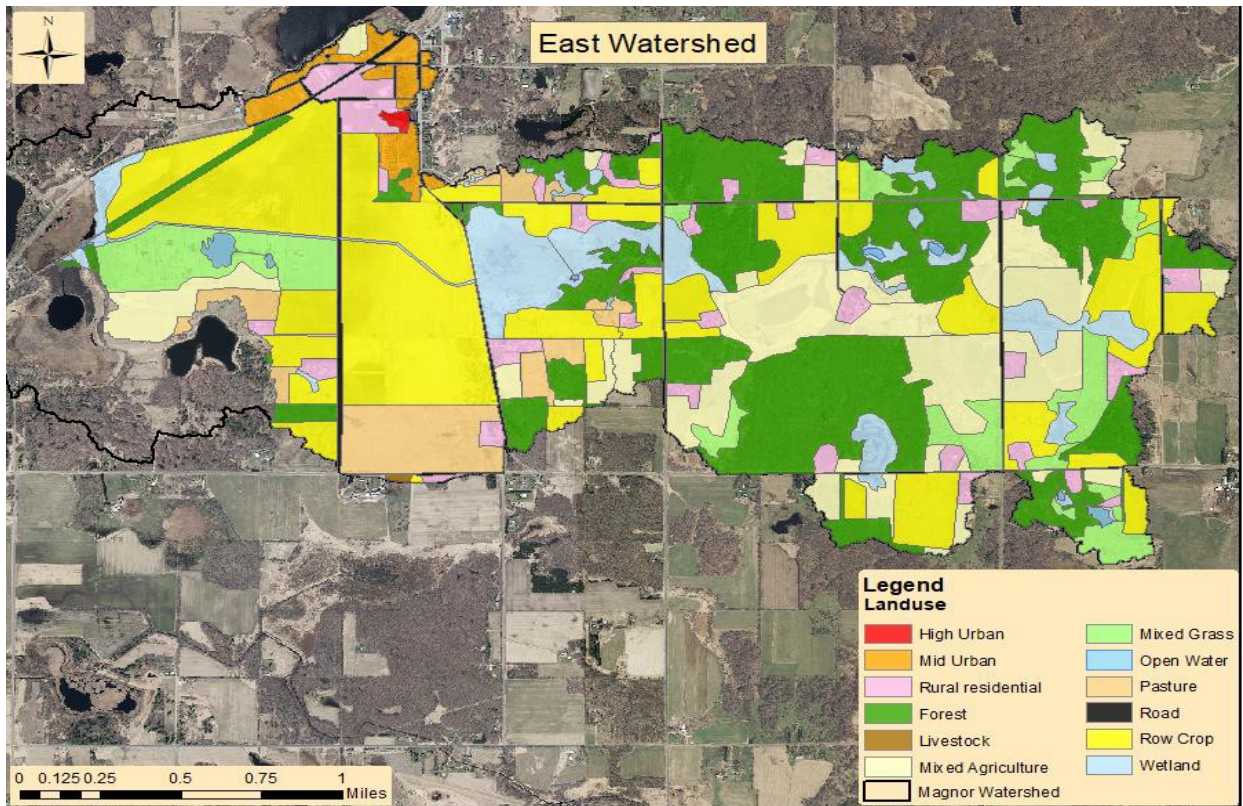 N
East Watershed
Legend
Landuse
High Urban
Mid Urban
Rural residential
Forest
Livestock
Mixed Agriculture
Magnor Watershed
Mixed Grass
Open Water
Pasture
Road
Row Crop
Wetland
0 0.125 0.25 0.5 0.75 1
Miles